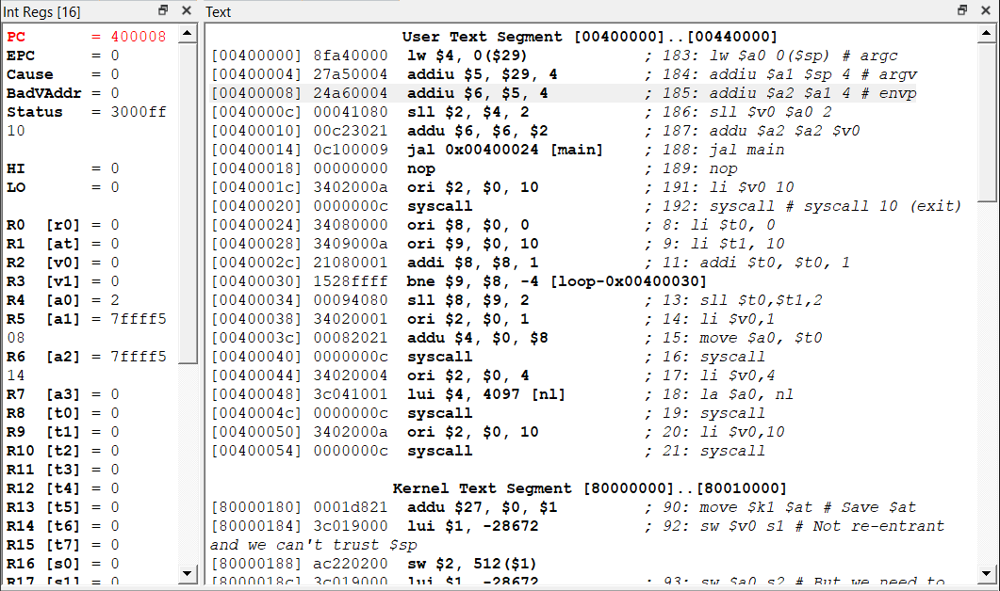 Int Regs [16]
PC = 400008
EPC = 0
Cause = 0
BadVAddr = 0
Status = 3000ff
10
HI = 0
LO = 0
R0 [r0] = 0
R1 [at] = 0
R2 [v0] = 0
R3 [v1] = 0
R4 [a0] = 2
R5 [a1] = 7ffff5
08
R6 [a2] = 7ffff5
14
R7 [a3] = 0
R8 [t0] = 0
R9 [t1] = 0
R10 [t2] = 0
R11 [t3] = 0
R12 [t4] = 0
R13 [t5] = 0
R14 [t6] = 0
R15 [t7] = 0
R16 [s0] = 0
R17 [s1] = 0
Text
User Text Segment [00400000]..[00440000]
[00400000] 8fa40000 lw $4, 0($29) ; 183: lw $a0 0($sp) # argc
[00400004] 27a50004 addiu $5, $29, 4 ; 184: addiu $a1 $sp 4 # argv
[00400008] 24a60004 addiu $6, $5, 4 ; 185: addiu $a2 $a1 4 # envp
[0040000c] 00041080 sll $2, $4, 2 ; 186: sll $v0 $a0 2
[00400010] 00c23021 addu $6, $6, $2 ; 187: addu $a2 $a2 $v0
[00400014] 0c100009 jal 0x00400024 [main] ; 188: jal main
[00400018] 00000000 nop ; 189: nop
[0040001c] 3402000a ori $2, $0, 10 ; 191: li $v0 10
[00400020] 0000000c syscall ; 192: syscall # syscall 10 (exit)
[00400024] 34080000 ori $8, $0, 0 ; 8: li $t0, 0
[00400028] 3409000a ori $9, $0, 10 ; 9: li $t1, 10
[0040002c] 21080001 addi $8, $8, 1 ; 11: addi $t0, $t0, 1
[00400030] 1528ffff bne $9, $8, -4 [loop-0x00400030]
[00400034] 00094080 sll $8, $9, 2 ; 13: sll $t0,$t1,2
[00400038] 34020001 ori $2, $0, 1 ; 14: li $v0,1
[0040003c] 00082021 addu $4, $0, $8 ; 15: move $a0, $t0
[00400040] 0000000c syscall ; 16: syscall
[00400044] 34020004 ori $2, $0, 4 ; 17: li $v0,4
[00400048] 3c041001 lui $4, 4097 [nl] ; 18: la $a0, nl
[0040004c] 0000000c syscall ; 19: syscall
[00400050] 3402000a ori $2, $0, 10 ; 20: li $v0,10
[00400054] 0000000c syscall ; 21: syscall
Kernel Text Segment [80000000]..[80010000]
[80000180] 0001d821 addu $27, $0, $1 ; 90: move $k1 $at # Save $at
[80000184] 3c019000 lui $1, -28672 ; 92: sw $v0 s1 # Not re-entrant
and we can't trust $sp
[80000188] ac220200 sw $2, 512($1)
[8000018c] 3c019000 lui $1, -28672 ; 93: sw $a0 s2 # But we need to